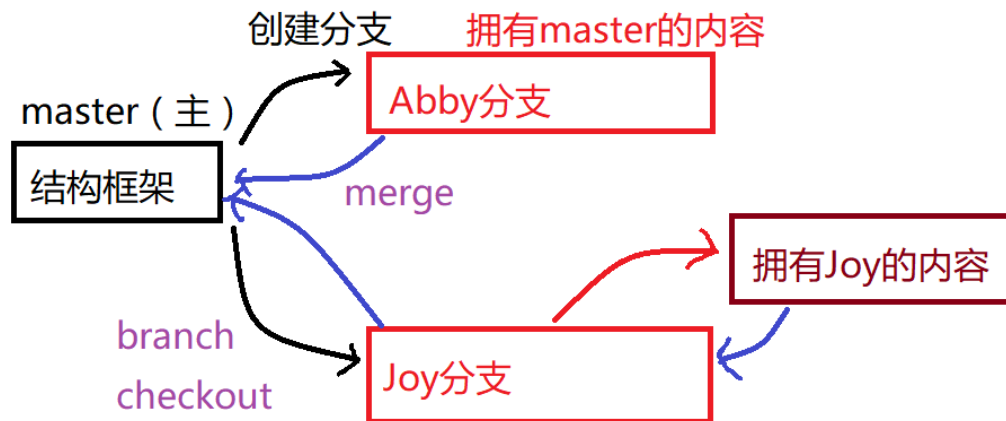 创建分支
拥有master的内容
master（主）
Abby分支
结构框架
merge
拥有Joy的内容
branch
checkout
Joy分支